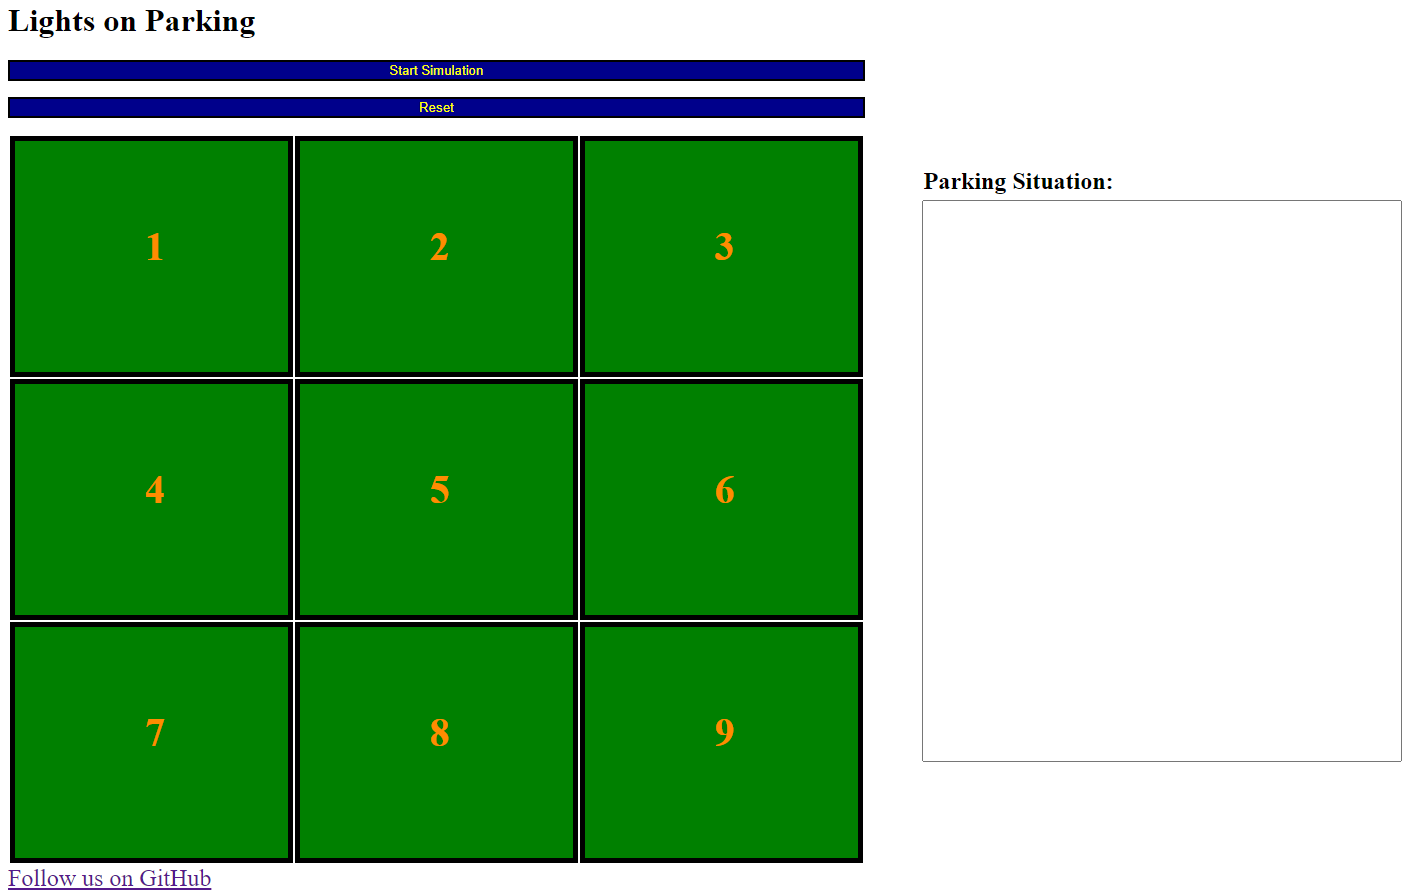 Lights on Parking
Start Simulation
Reset
1 2 3
4 5 6
7 8 9
Follow us on GitHub
Parking Situation: